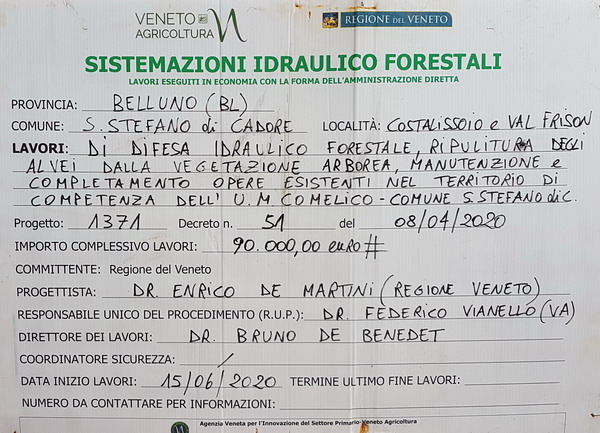 VENETO
AGRICOLTURA
REGIONE DEL VENETO
SISTEMAZIONI IDRAULICO FORESTALI
LAVORI ESEGUITI IN ECONOMIA CON LA FORMA DELL'AMMINISTRAZIONE DIRETTA
PROVINCIA: BELLUNO (BL)
COMUNE: S. STEFANO di CADORE LOCALITÀ: COSTALISSOIO e VAL FRISON
LAVORI: DI DIFESA IDRAULICO FORESTALE, RIPULITURA DEGLI
ALVEI DALLA VEGETAZIONE ARBOREA, MANUTENZIONE e
COMPLETAMENTO OPERE ESISTENTI NEL TERRITORIO DI
COMPETENZA DELL' U.M COMELICO - COMUNE S. STEFANO di C.
Progetto: 1371 Decreto n. 51 del 08/04/2020
IMPORTO COMPLESSIVO LAVORI: 90.000,00 euro #
COMMITTENTE: Regione del Veneto
PROGETTISTA: DR. ENRICO DE MARTINI (REGIONE VENETO)
RESPONSABILE UNICO DEL PROCEDIMENTO (R.U.P.): DR. FEDERICO VIANELLO (VA)
DIRETTORE DEI LAVORI: DR. BRUNO DE BENEDET
COORDINATORE SICUREZZA: /
DATA INIZIO LAVORI: 15/06/2020 TERMINE ULTIMO FINE LAVORI:
NUMERO DA CONTATTARE PER INFORMAZIONI:
Agenzia Veneta per l'Innovazione del Settore Primario-Veneto Agricoltura